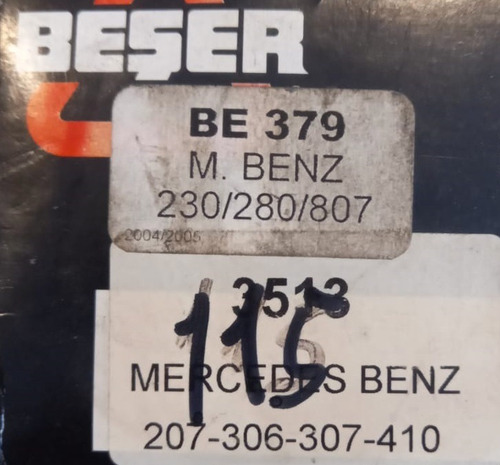 BEŞER
BE 379
M. BENZ
230/280/807
2004/2005
3513
115
MERCEDES BENZ
207-306-307-410